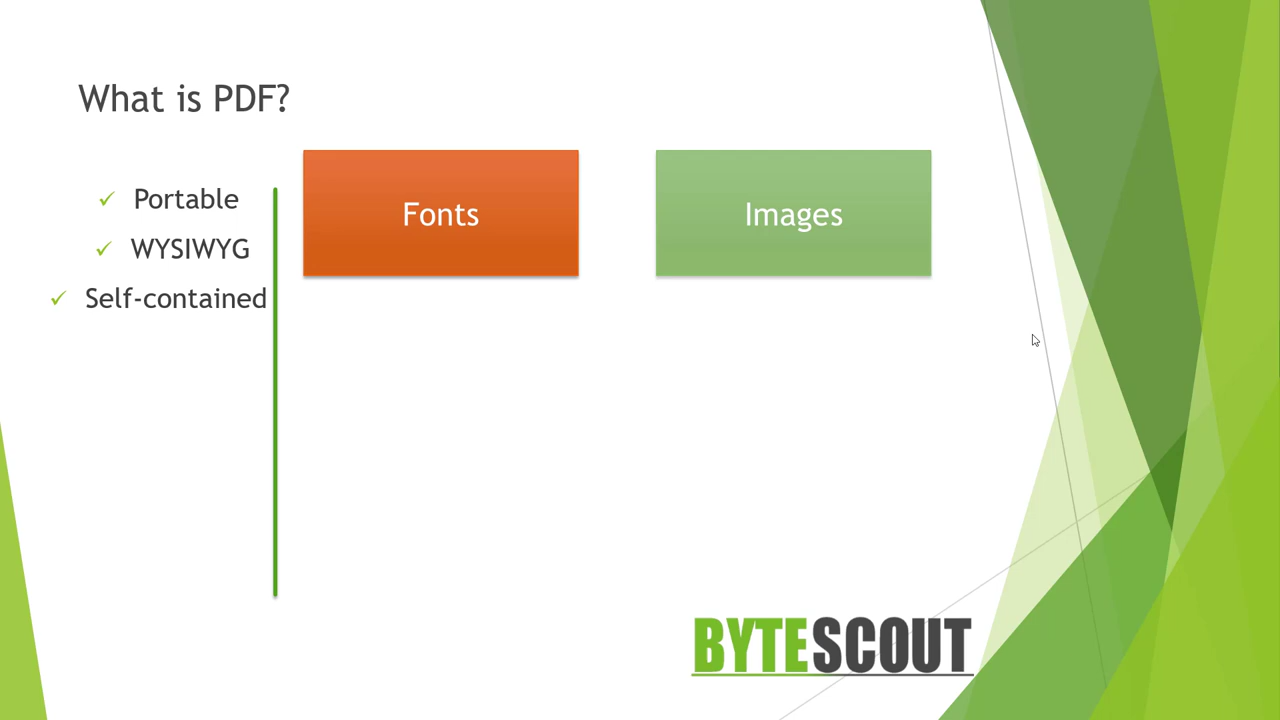 What is PDF?
Portable
WYSIWYG
Self-contained
Fonts
Images
BYTESCOUT